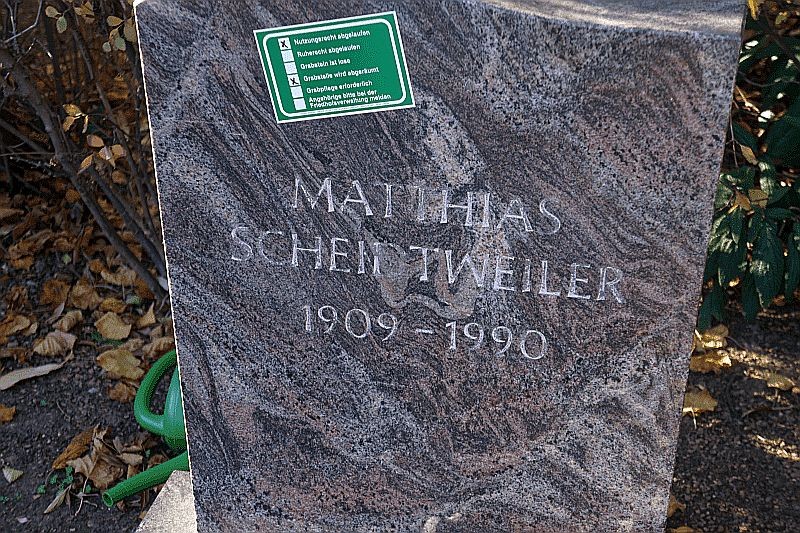 X Nutzungsrecht abgelaufen
Ruherecht abgelaufen
Grabstein ist lose
X Grabstelle wird abgeräumt
Grabpflege erforderlich
Angehörige bitte bei der
Friedhofsverwaltung melden
MATTHIAS
SCHEIDTWEILER
1909 – 1990